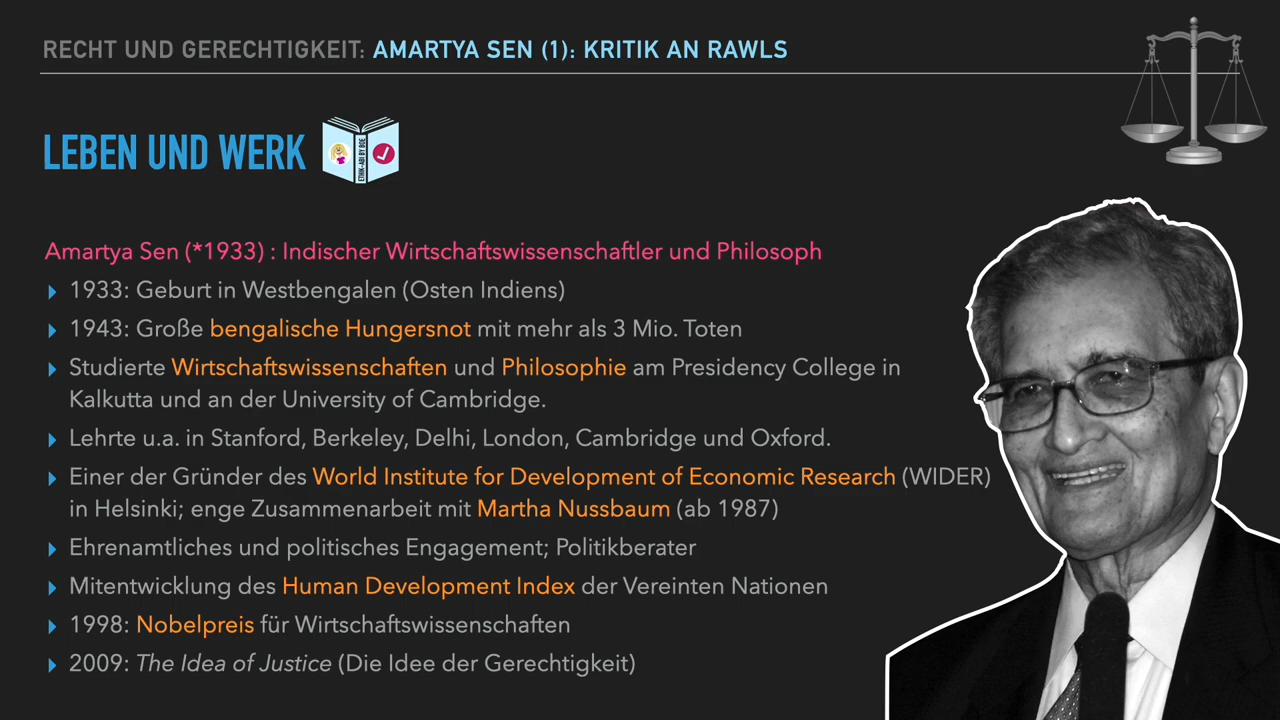 RECHT UND GERECHTIGKEIT: AMARTYA SEN (1): KRITIK AN RAWLS
LEBEN UND WERK
ETHIK-ABI BY BOE
Amartya Sen (*1933) : Indischer Wirtschaftswissenschaftler und Philosoph
1933: Geburt in Westbengalen (Osten Indiens)
1943: Große bengalische Hungersnot mit mehr als 3 Mio. Toten
Studierte Wirtschaftswissenschaften und Philosophie am Presidency College in
Kalkutta und an der University of Cambridge.
Lehrte u.a. in Stanford, Berkeley, Delhi, London, Cambridge und Oxford.
Einer der Gründer des World Institute for Development of Economic Research (WIDER)
in Helsinki; enge Zusammenarbeit mit Martha Nussbaum (ab 1987)
Ehrenamtliches und politisches Engagement; Politikberater
Mitentwicklung des Human Development Index der Vereinten Nationen
1998: Nobelpreis für Wirtschaftswissenschaften
2009: The Idea of Justice (Die Idee der Gerechtigkeit)